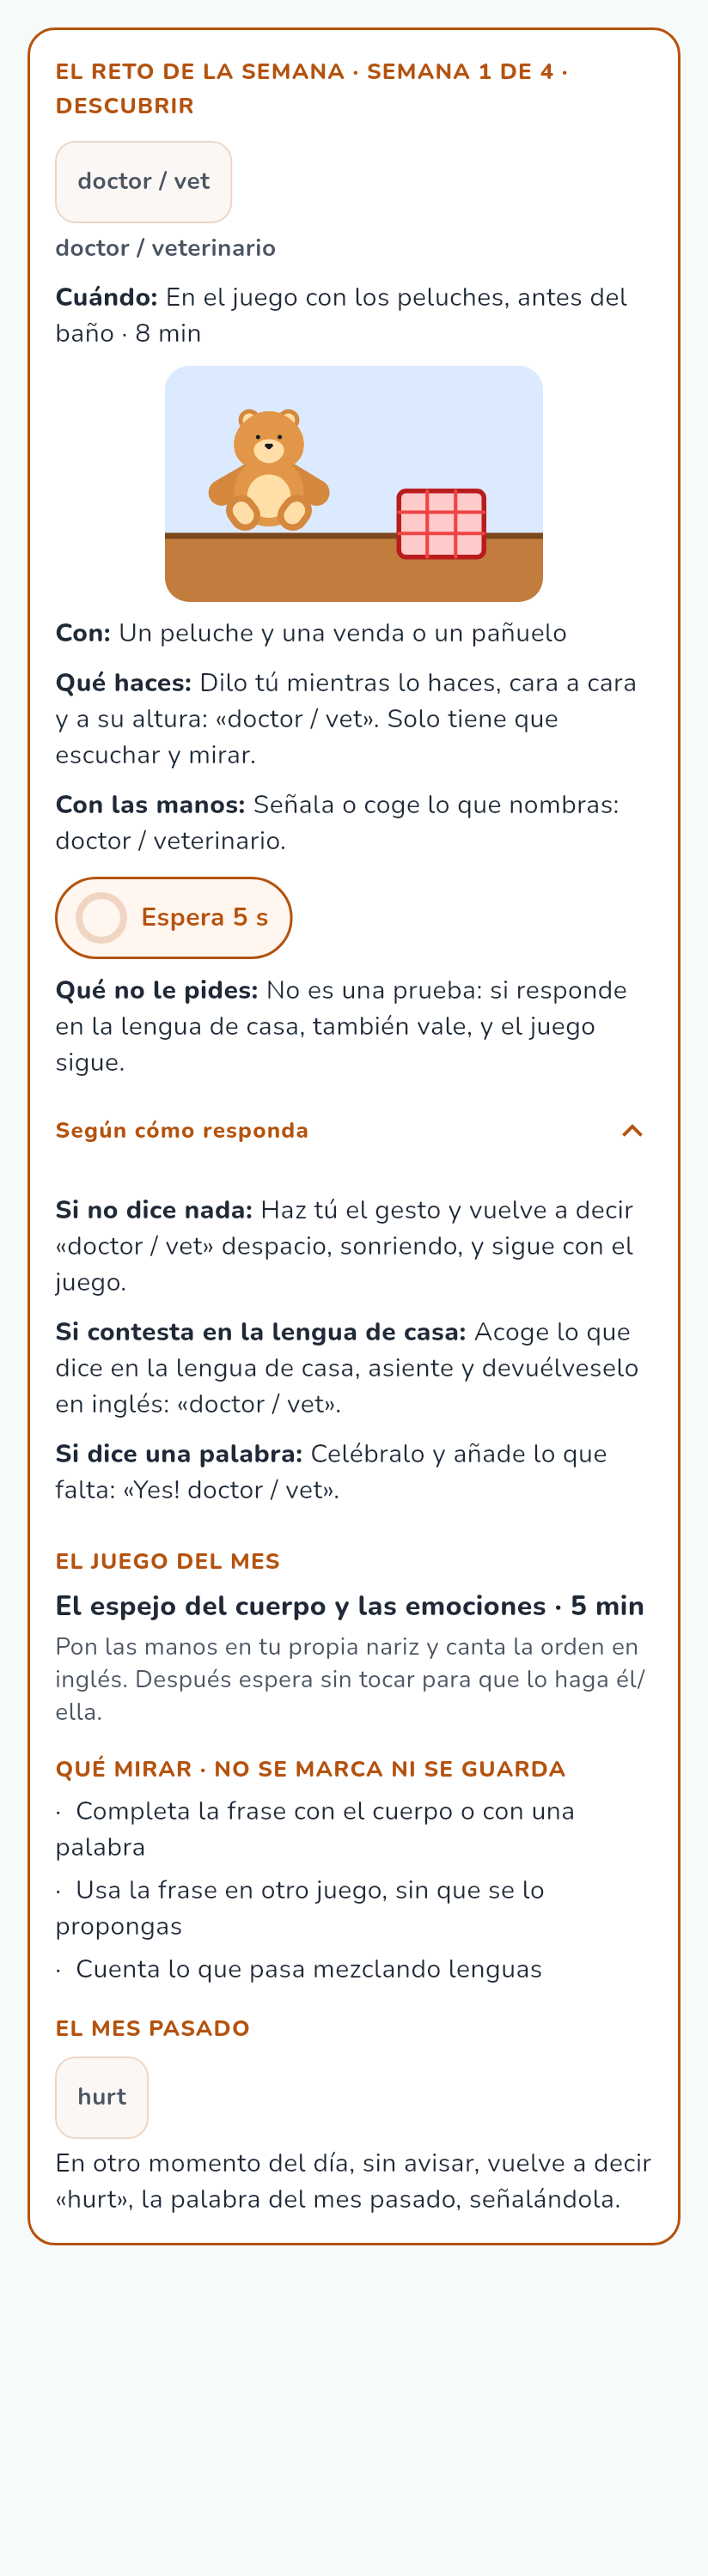 EL RETO DE LA SEMANA · SEMANA 1 DE 4 ·
DESCUBRIR
doctor / vet
doctor / veterinario
Cuándo: En el juego con los peluches, antes del
baño · 8 min
Con: Un peluche y una venda o un pañuelo
Qué haces: Dilo tú mientras lo haces, cara a cara
y a su altura: «doctor / vet». Solo tiene que
escuchar y mirar.
Con las manos: Señala o coge lo que nombras:
doctor / veterinario.
Espera 5 s
Qué no le pides: No es una prueba: si responde
en la lengua de casa, también vale, y el juego
sigue.
Según cómo responda
Si no dice nada: Haz tú el gesto y vuelve a decir
«doctor / vet» despacio, sonriendo, y sigue con el
juego.
Si contesta en la lengua de casa: Acoge lo que
dice en la lengua de casa, asiente y devuélveselo
en inglés: «doctor / vet».
Si dice una palabra: Celébralo y añade lo que
falta: «Yes! doctor / vet».
EL JUEGO DEL MES
El espejo del cuerpo y las emociones · 5 min
Pon las manos en tu propia nariz y canta la orden en
inglés. Después espera sin tocar para que lo haga él/
ella.
QUÉ MIRAR · NO SE MARCA NI SE GUARDA
· Completa la frase con el cuerpo o con una
palabra
· Usa la frase en otro juego, sin que se lo
propongas
· Cuenta lo que pasa mezclando lenguas
EL MES PASADO
hurt
En otro momento del día, sin avisar, vuelve a decir
«hurt», la palabra del mes pasado, señalándola.